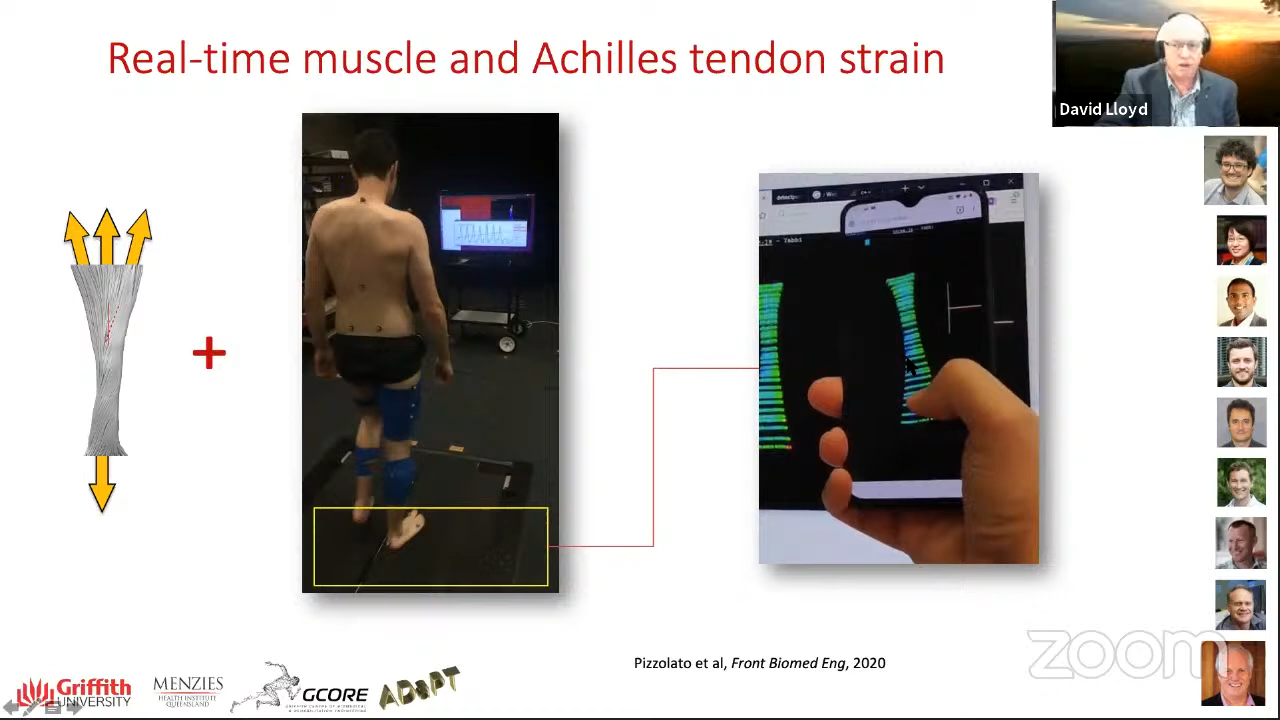 Real-time muscle and Achilles tendon strain
David Lloyd
+
Pizzolato et al, Front Biomed Eng, 2020
zoom
Griffith
UNIVERSITY
MENZIES
HEALTH INSTITUTE
QUEENSLAND
GCORE
ADAPT